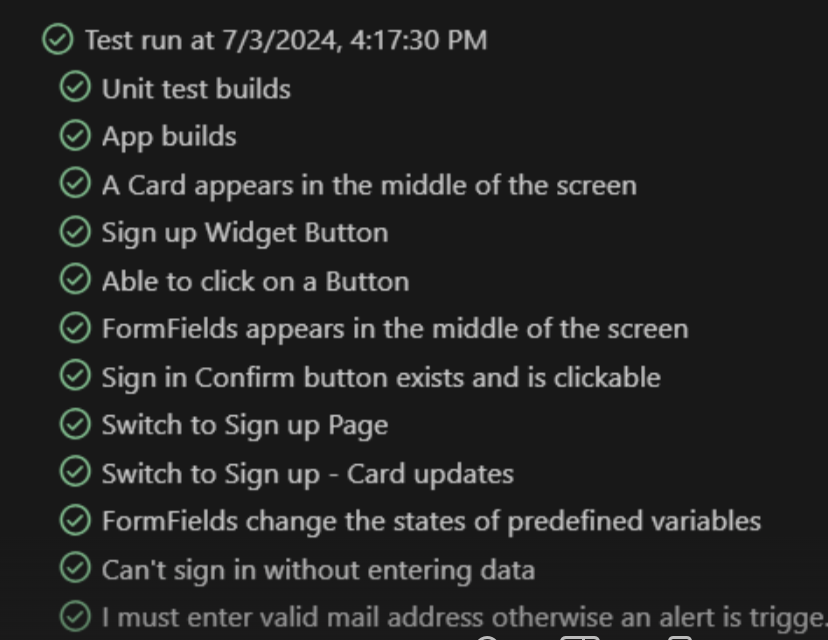 Test run at 7/3/2024, 4:17:30 PM
Unit test builds
App builds
A Card appears in the middle of the screen
Sign up Widget Button
Able to click on a Button
FormFields appears in the middle of the screen
Sign in Confirm button exists and is clickable
Switch to Sign up Page
Switch to Sign up - Card updates
FormFields change the states of predefined variables
Can't sign in without entering data
I must enter valid mail address otherwise an alert is trigge.